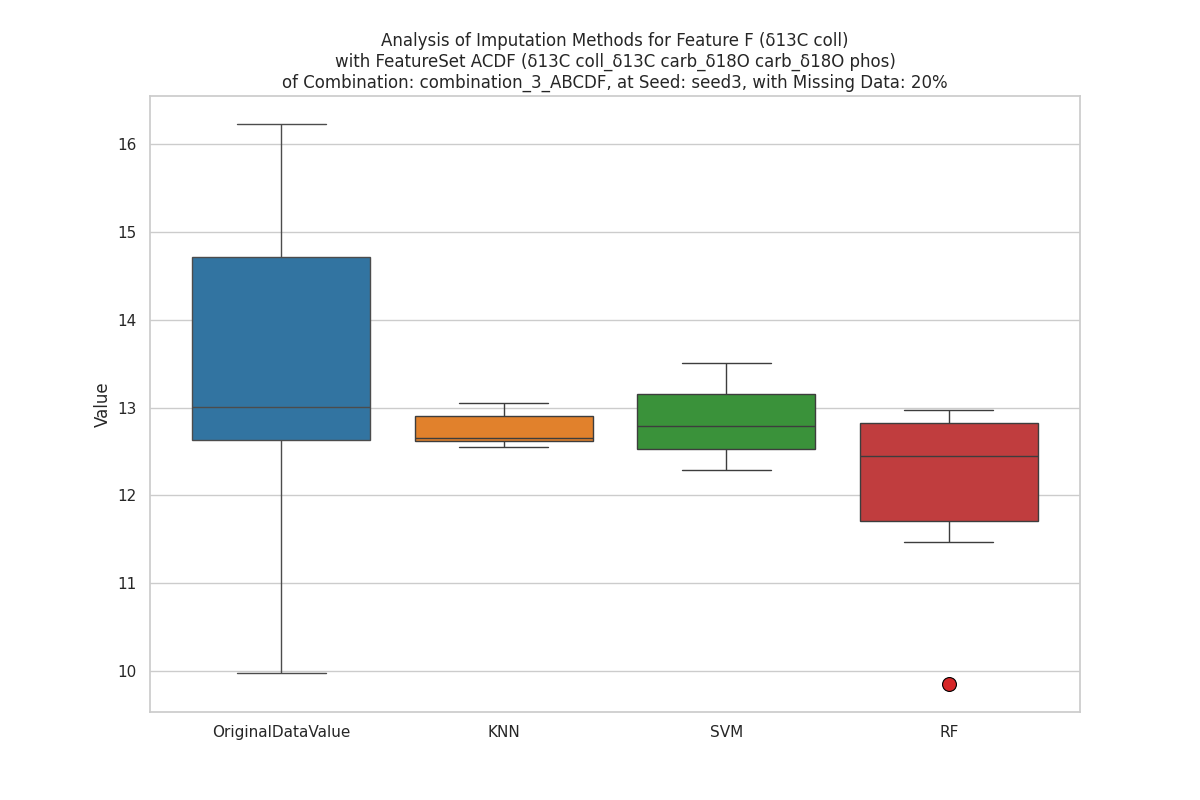 Analysis of Imputation Methods for Feature F (δ13C coll)
with FeatureSet ACDF (δ13C coll_δ13C carb_δ18O carb_δ18O phos)
of Combination: combination_3_ABCDF, at Seed: seed3, with Missing Data: 20%
16
15
14
13
12
11
10
Value
OriginalDataValue
KNN
SVM
RF